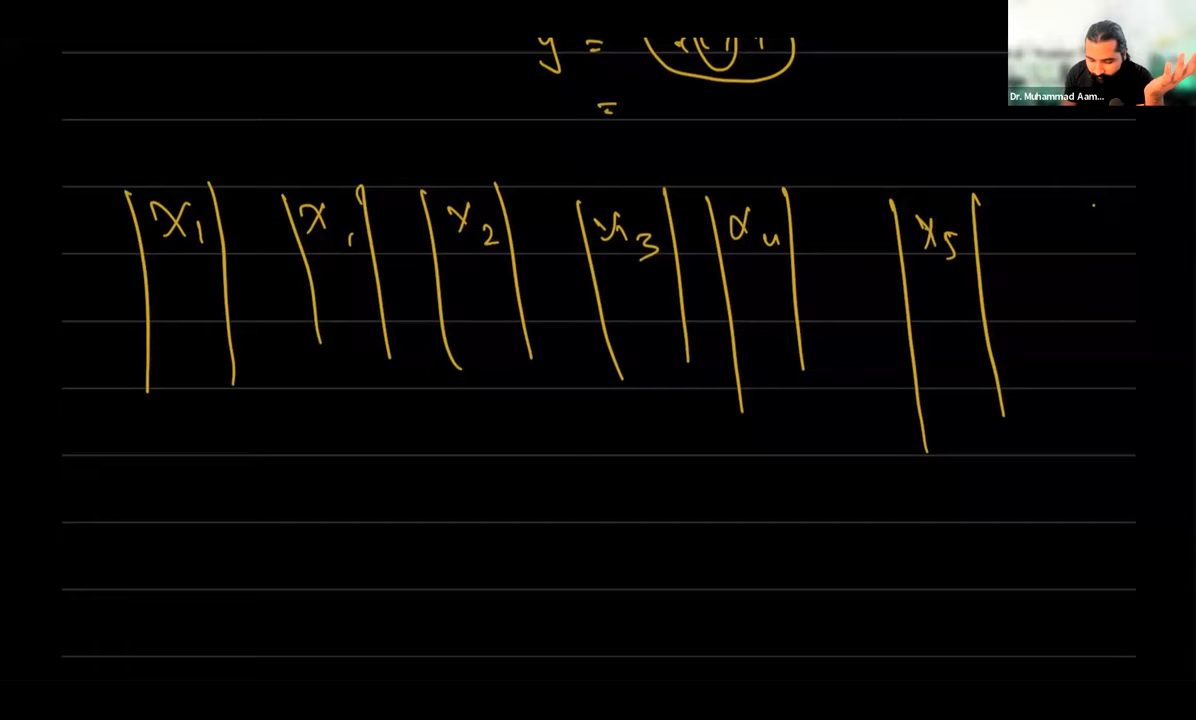 y =
Dr. Muhammad Aam...
=
x₁ x₁ x₂ x₃ x₄ x₅